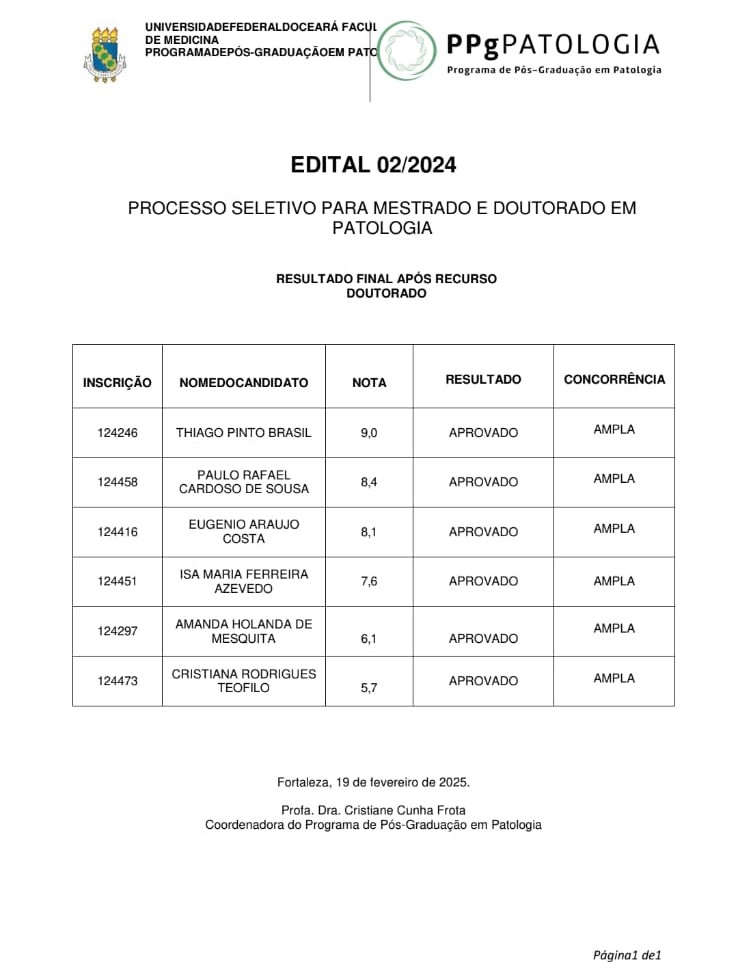 UNIVERSIDADEFEDERALDOCEARÁ FACUL
DE MEDICINA
PROGRAMADEPÓS-GRADUAÇÃOEM PATO
PPgPATOLOGIA
Programa de Pós-Graduação em Patologia
EDITAL 02/2024
PROCESSO SELETIVO PARA MESTRADO E DOUTORADO EM
PATOLOGIA
RESULTADO FINAL APÓS RECURSO
DOUTORADO
INSCRIÇÃO NOMEDOCANDIDATO NOTA RESULTADO CONCORRÊNCIA
124246 THIAGO PINTO BRASIL 9,0 APROVADO AMPLA
124458 PAULO RAFAEL
CARDOSO DE SOUSA 8,4 APROVADO AMPLA
124416 EUGENIO ARAUJO
COSTA 8,1 APROVADO AMPLA
124451 ISA MARIA FERREIRA
AZEVEDO 7,6 APROVADO AMPLA
124297 AMANDA HOLANDA DE
MESQUITA 6,1 APROVADO AMPLA
124473 CRISTIANA RODRIGUES
TEOFILO 5,7 APROVADO AMPLA
Fortaleza, 19 de fevereiro de 2025.
Profa. Dra. Cristiane Cunha Frota
Coordenadora do Programa de Pós-Graduação em Patologia
Página1 de1